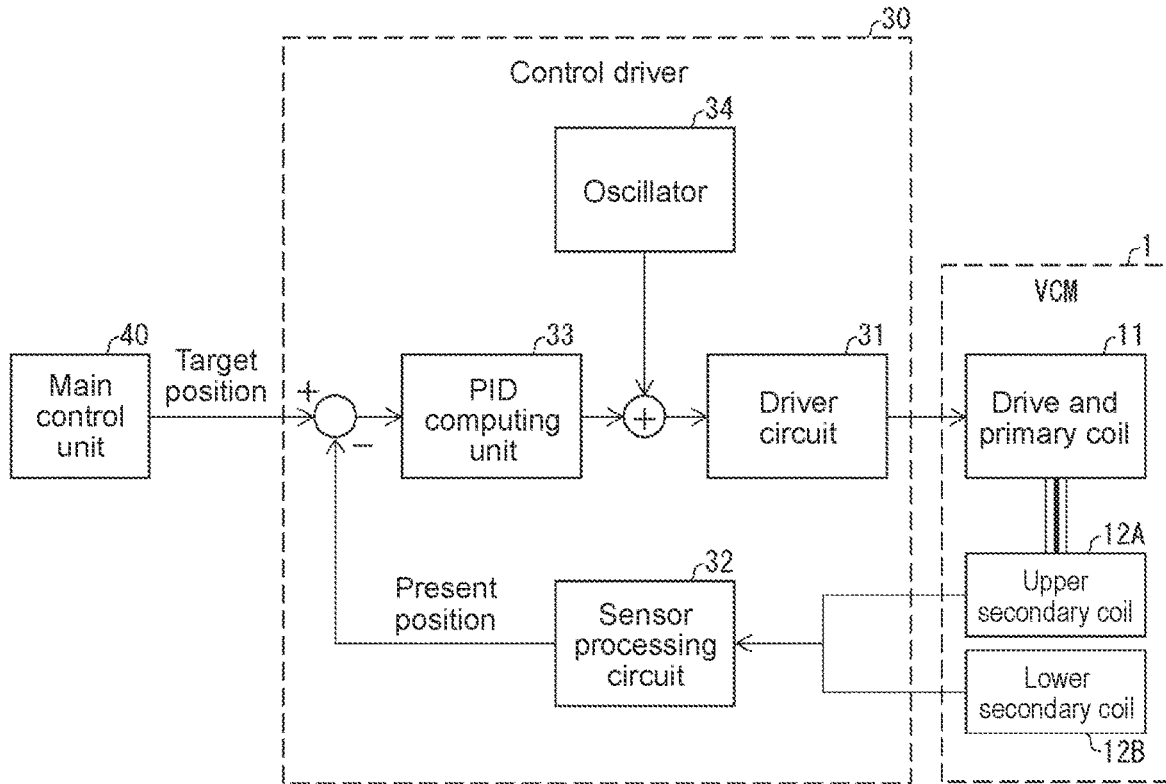 30
Control driver
34
Oscillator
1
VCM
40
Main
control
unit
Target
position
+
−
33
PID
computing
unit
+
31
Driver
circuit
11
Drive and
primary coil
12A
Upper
secondary coil
32
Sensor
processing
circuit
Present
position
Lower
secondary coil
12B